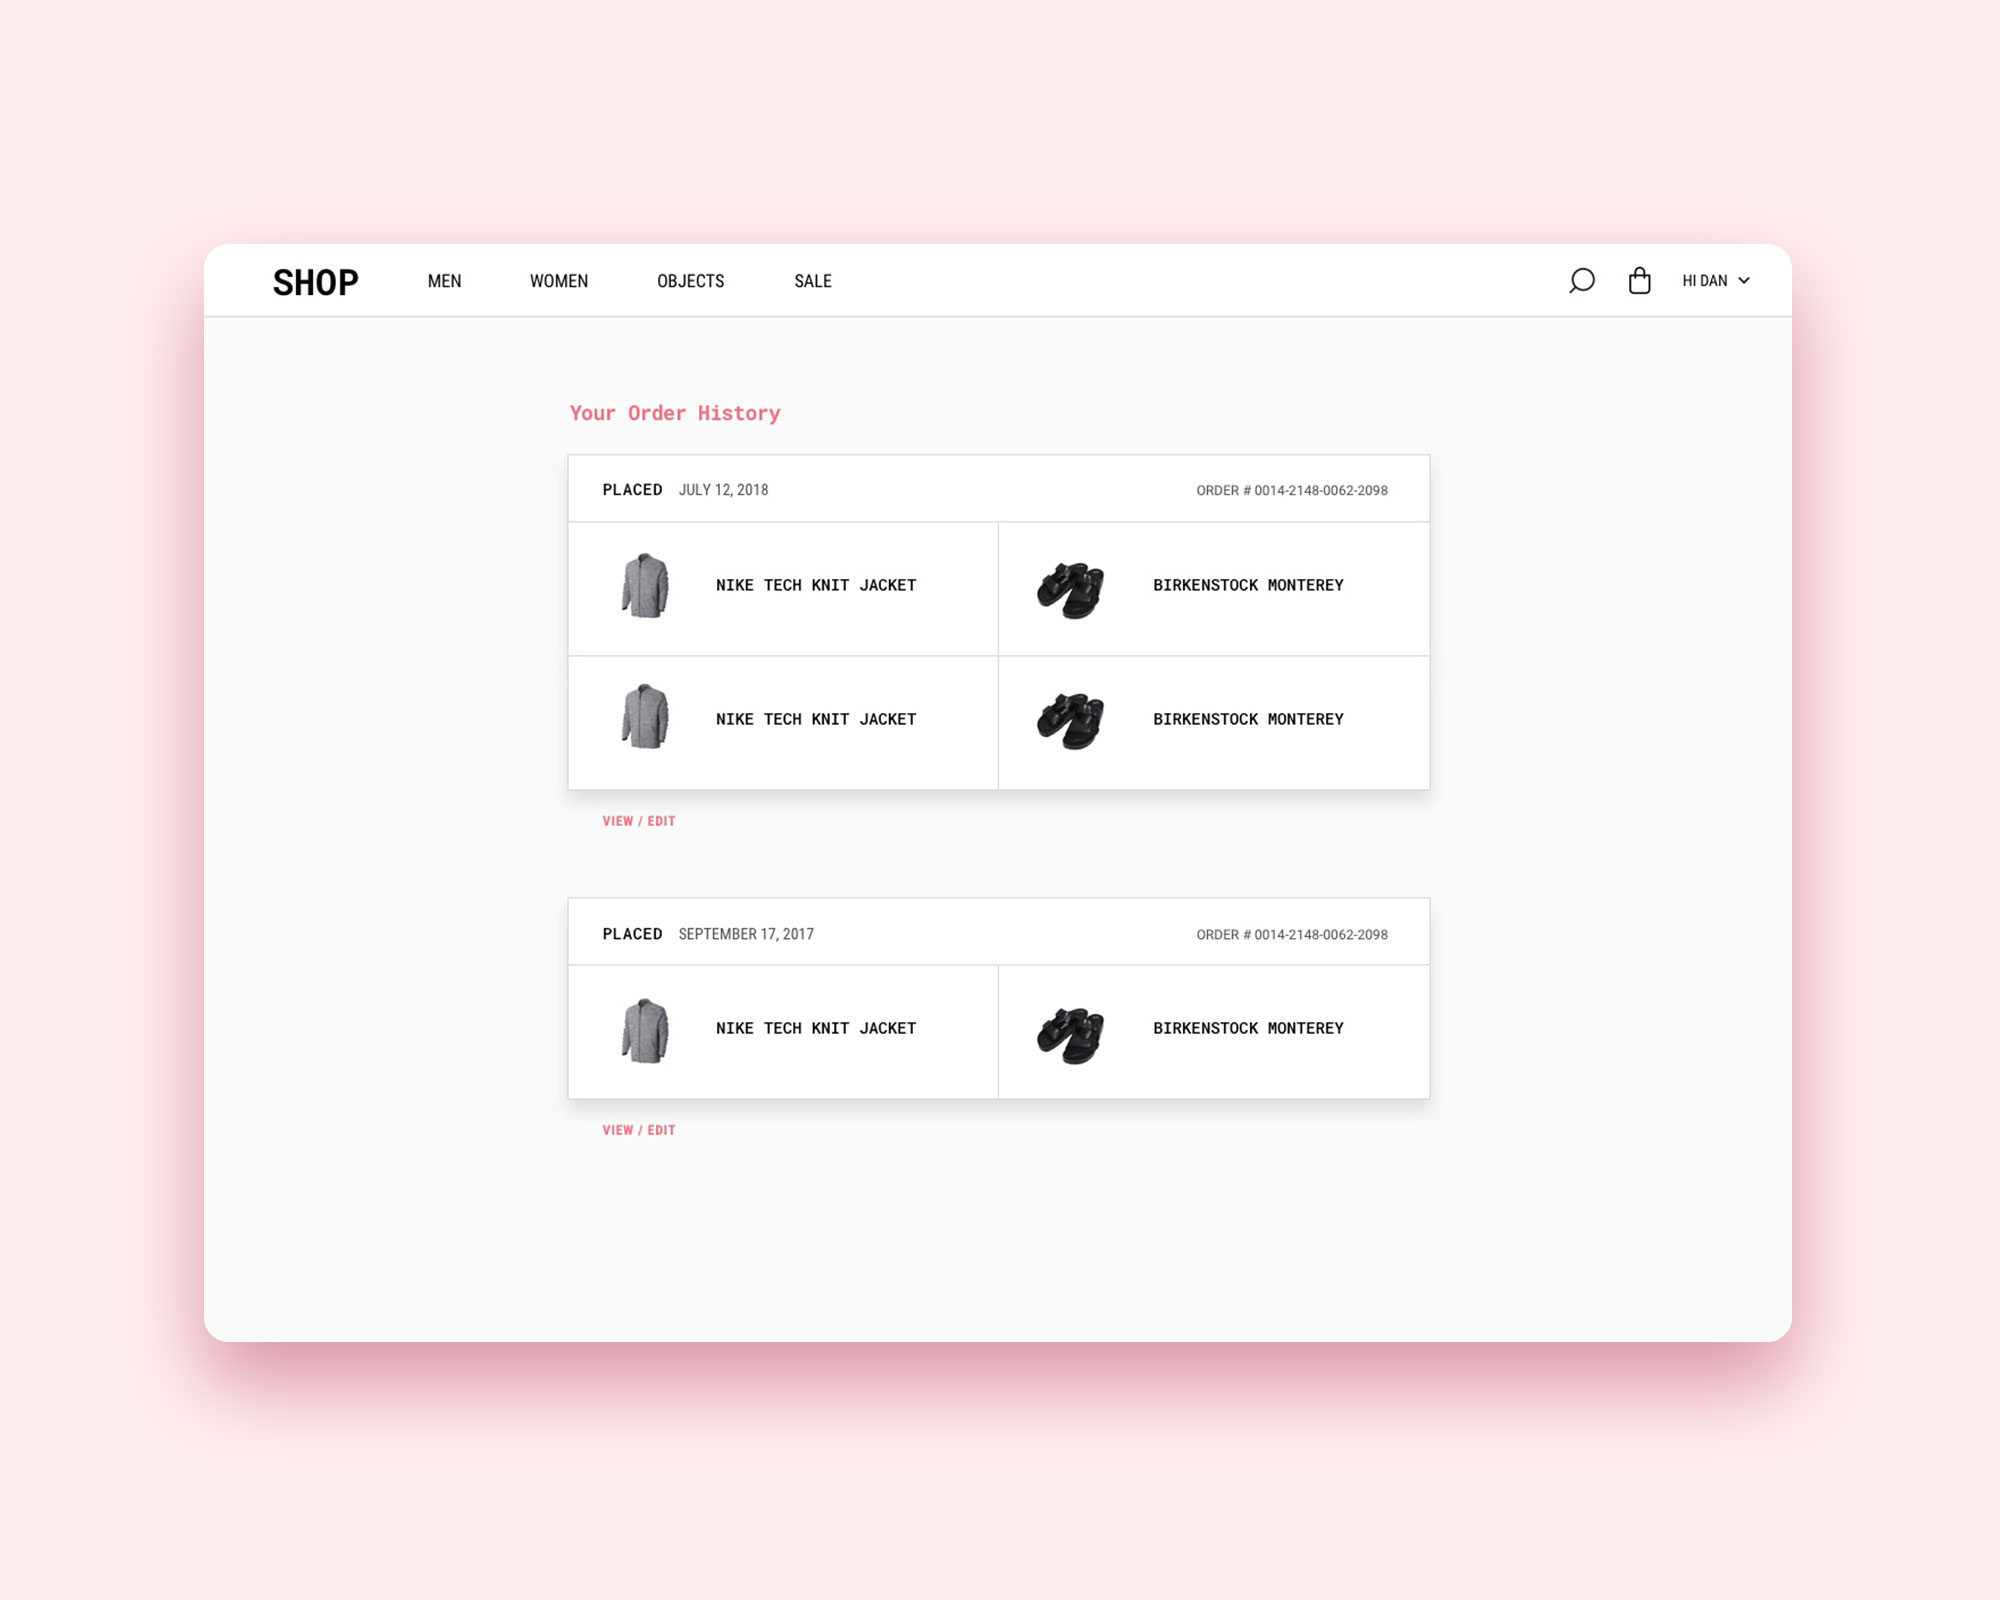 SHOP MEN WOMEN OBJECTS SALE HI DAN
Your Order History
PLACED JULY 12, 2018 ORDER # 0014-2148-0062-2098
NIKE TECH KNIT JACKET BIRKENSTOCK MONTEREY
NIKE TECH KNIT JACKET BIRKENSTOCK MONTEREY
VIEW / EDIT
PLACED SEPTEMBER 17, 2017 ORDER # 0014-2148-0062-2098
NIKE TECH KNIT JACKET BIRKENSTOCK MONTEREY
VIEW / EDIT